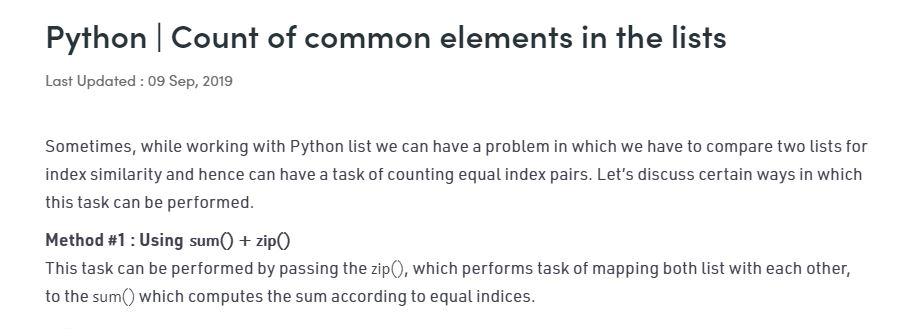 Python | Count of common elements in the lists
Last Updated : 09 Sep, 2019
Sometimes, while working with Python list we can have a problem in which we have to compare two lists for
index similarity and hence can have a task of counting equal index pairs. Let's discuss certain ways in which
this task can be performed.
Method #1 : Using sum() + zip()
This task can be performed by passing the zip(), which performs task of mapping both list with each other,
to the sum() which computes the sum according to equal indices.